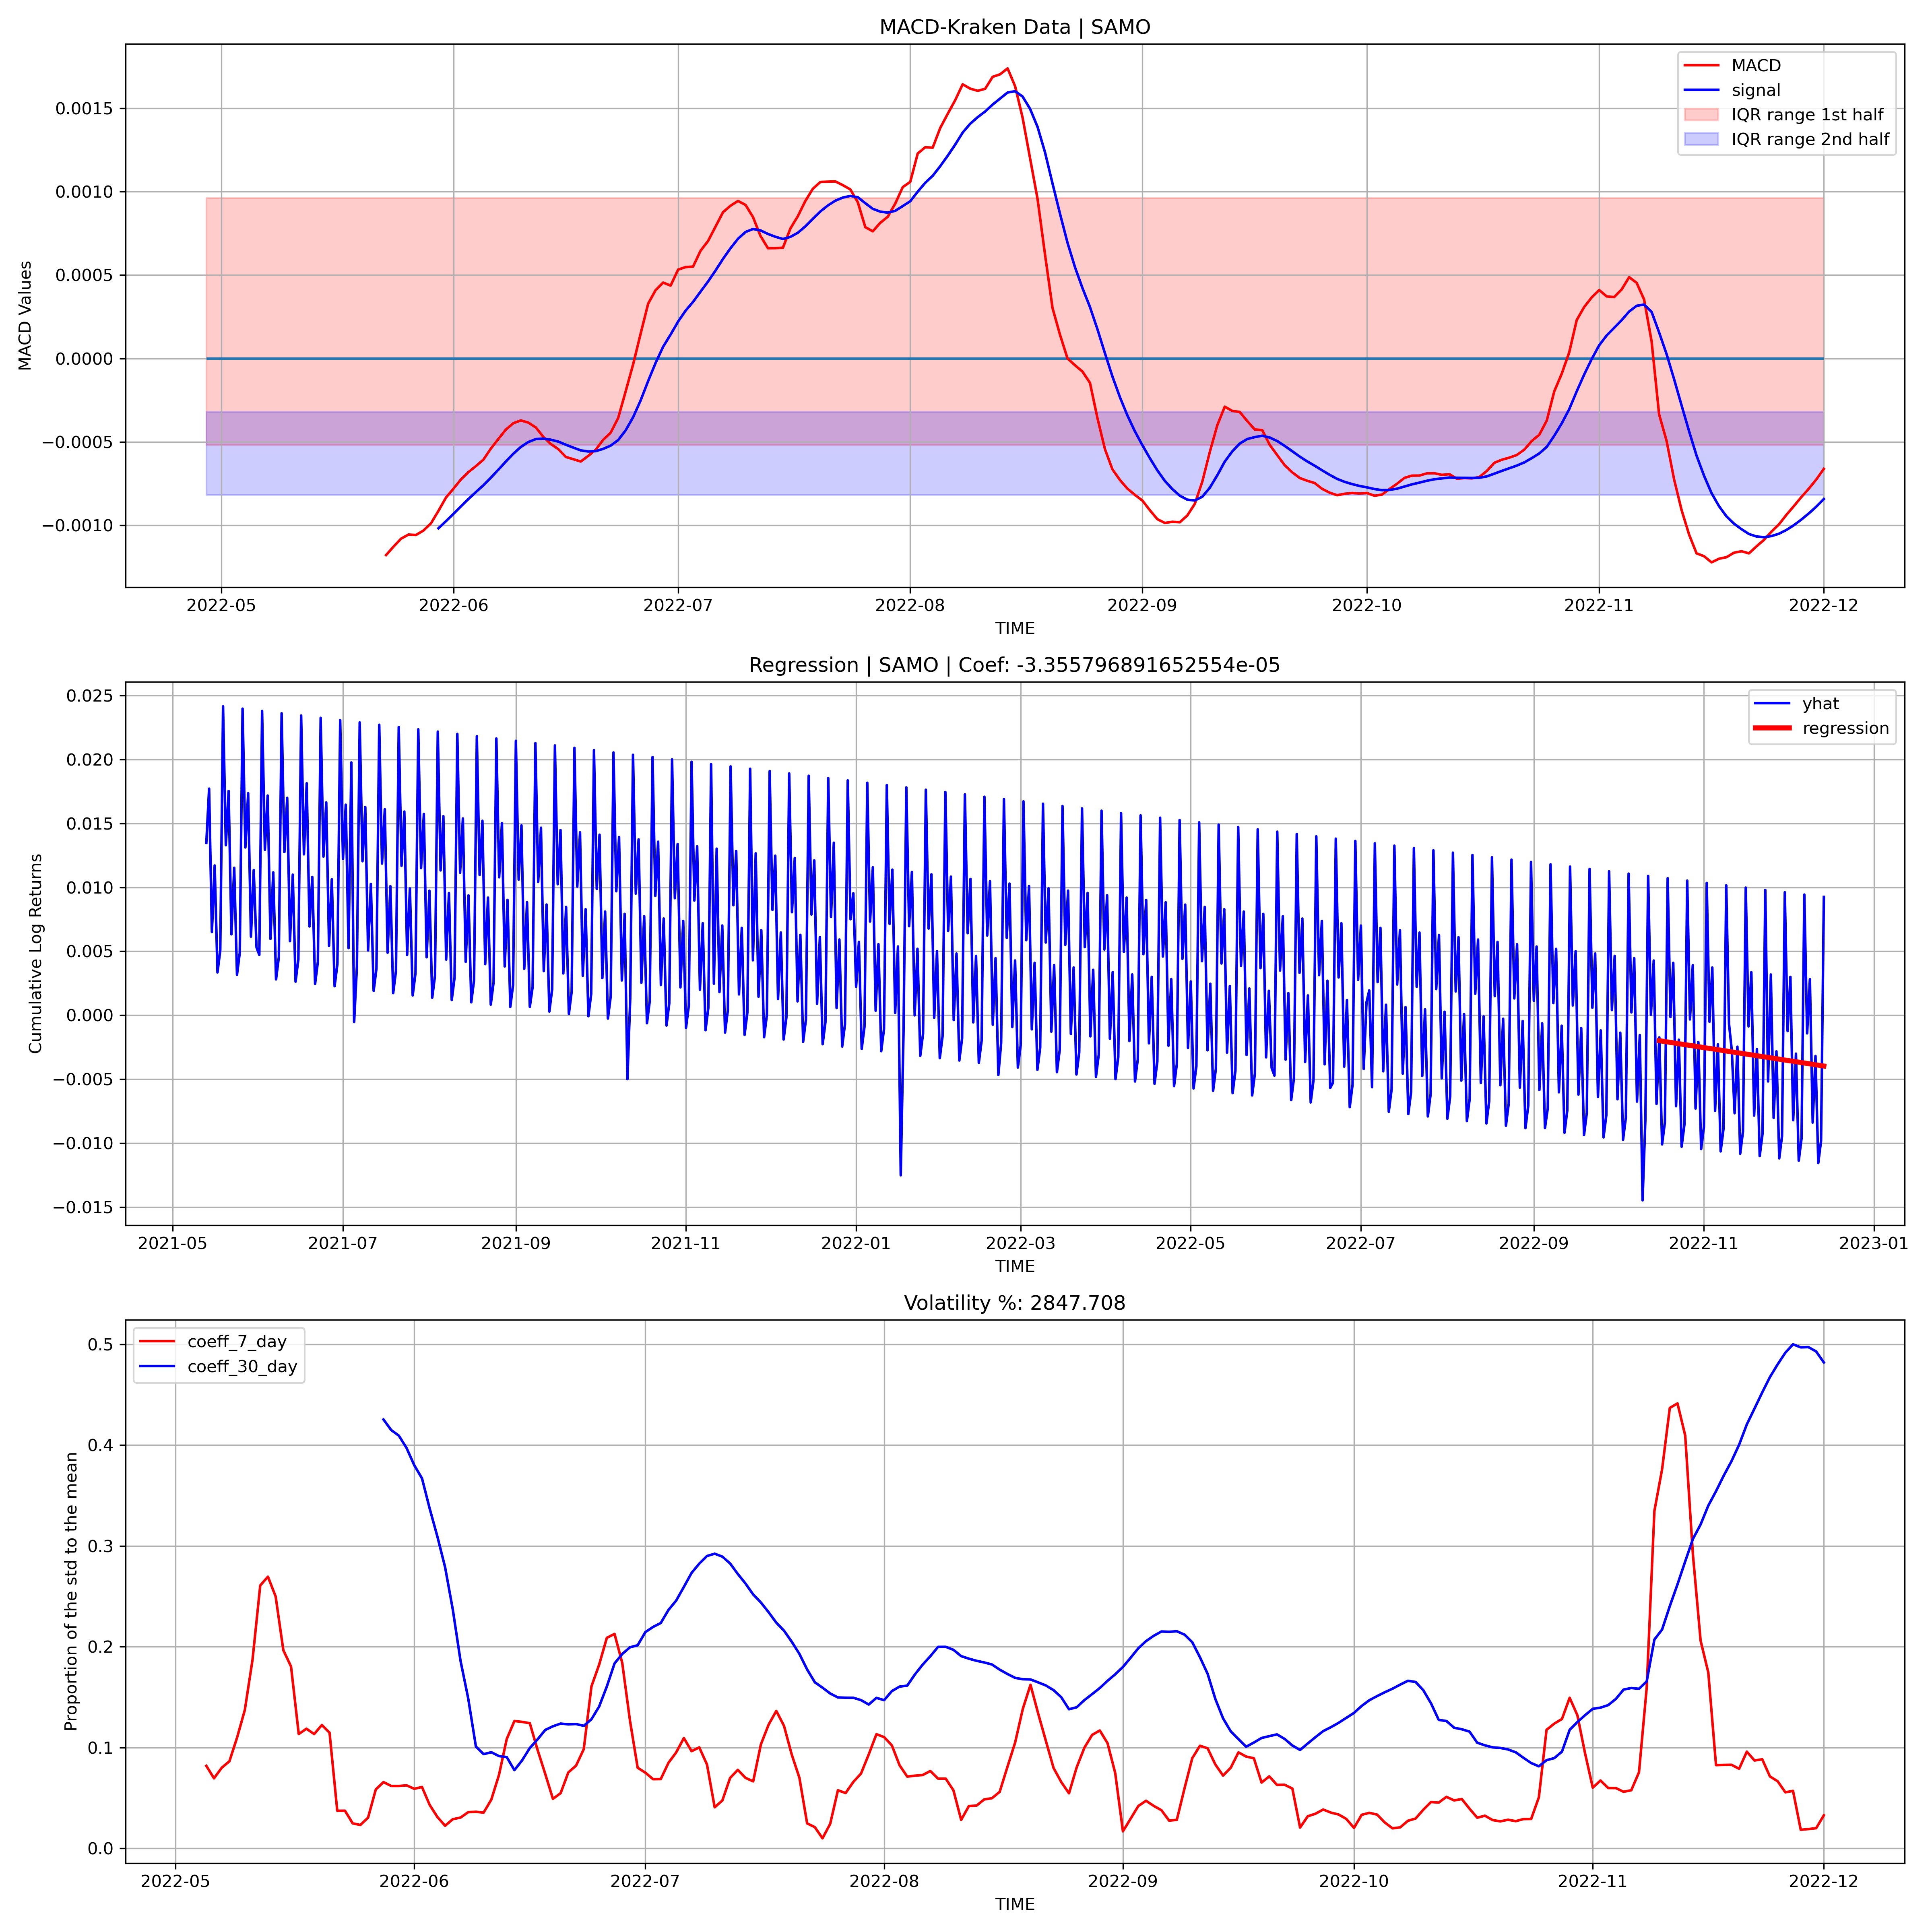 MACD-Kraken Data | SAMO
MACD Values
0.0015
0.0010
0.0005
0.0000
−0.0005
−0.0010
MACD
signal
IQR range 1st half
IQR range 2nd half
2022-05 2022-06 2022-07 2022-08 2022-09 2022-10 2022-11 2022-12
TIME
Regression | SAMO | Coef: -3.355796891652554e-05
Cumulative Log Returns
0.025
0.020
0.015
0.010
0.005
0.000
−0.005
−0.010
−0.015
yhat
regression
2021-05 2021-07 2021-09 2021-11 2022-01 2022-03 2022-05 2022-07 2022-09 2022-11 2023-01
TIME
Volatility %: 2847.708
Proportion of the std to the mean
0.5
0.4
0.3
0.2
0.1
0.0
coeff_7_day
coeff_30_day
2022-05 2022-06 2022-07 2022-08 2022-09 2022-10 2022-11 2022-12
TIME